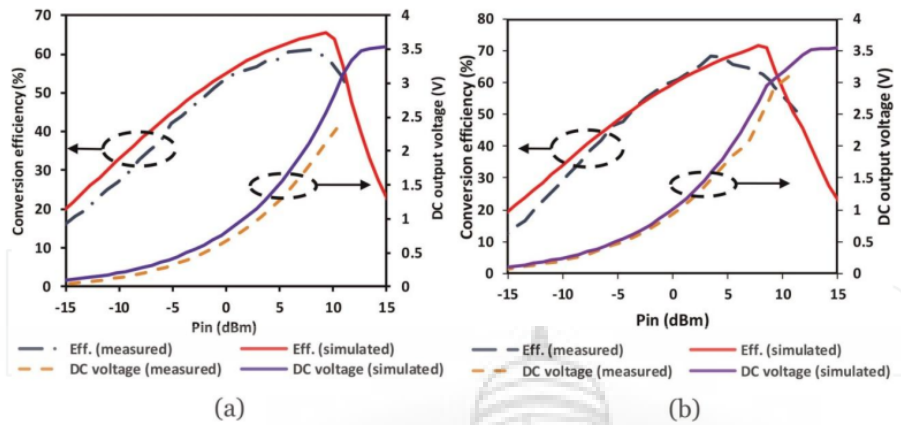 70
60
50
40
30
20
10
0
Conversion efficiency (%)
4
3.5
3
2.5
2
1.5
1
0.5
0
DC output voltage (V)
-15 -10 -5 0 5 10 15
Pin (dBm)
Eff. (measured) Eff. (simulated)
DC voltage (measured) DC voltage (simulated)
(a)
80
70
60
50
40
30
20
10
0
Conversion efficiency (%)
4
3.5
3
2.5
2
1.5
1
0.5
0
DC output voltage (V)
-15 -10 -5 0 5 10 15
Pin (dBm)
Eff. (measured) Eff. (simulated)
DC voltage (measured) DC voltage (simulated)
(b)